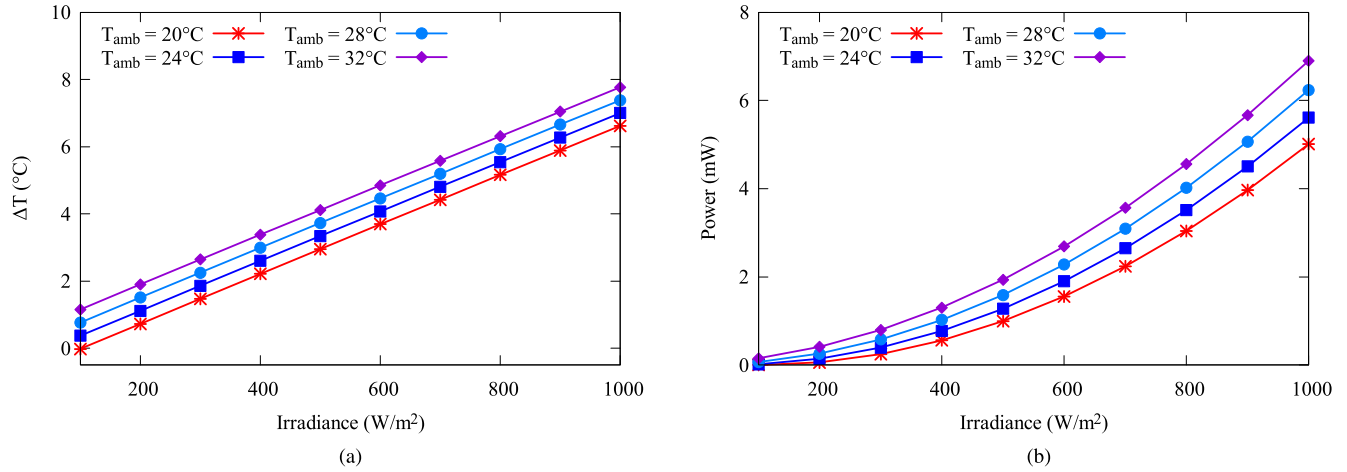 10
8
6
4
2
0
ΔT (°C)
T_amb = 20°C
T_amb = 24°C
T_amb = 28°C
T_amb = 32°C
200
400
600
800
1000
Irradiance (W/m²)
(a)
8
6
4
2
0
Power (mW)
T_amb = 20°C
T_amb = 24°C
T_amb = 28°C
T_amb = 32°C
200
400
600
800
1000
Irradiance (W/m²)
(b)